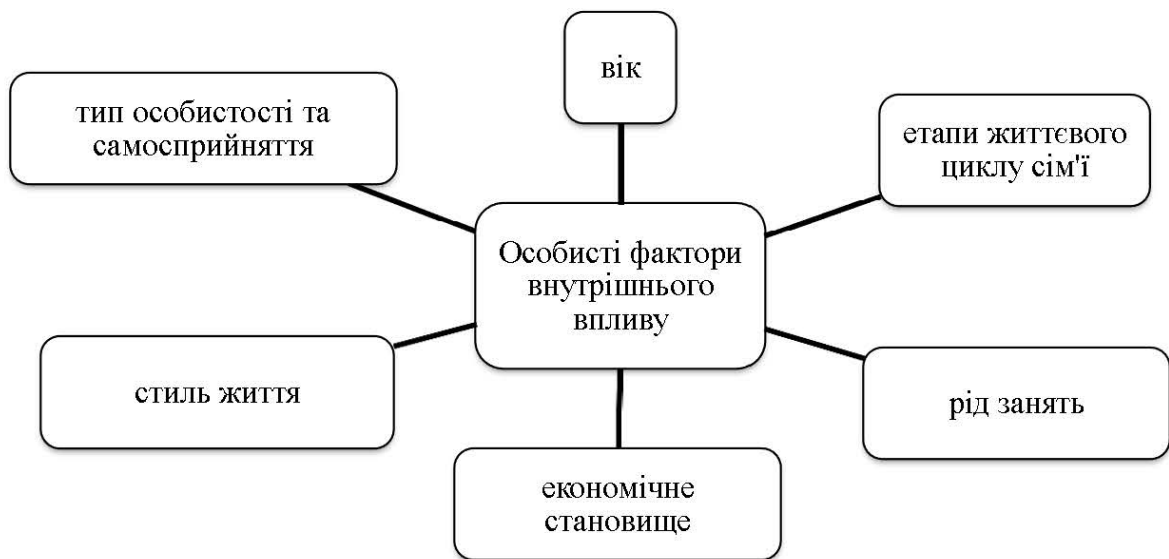 вік
тип особистості та
самосприйняття
етапи життєвого
циклу сім'ї
Особисті фактори
внутрішнього
впливу
стиль життя
рід занять
економічне
становище